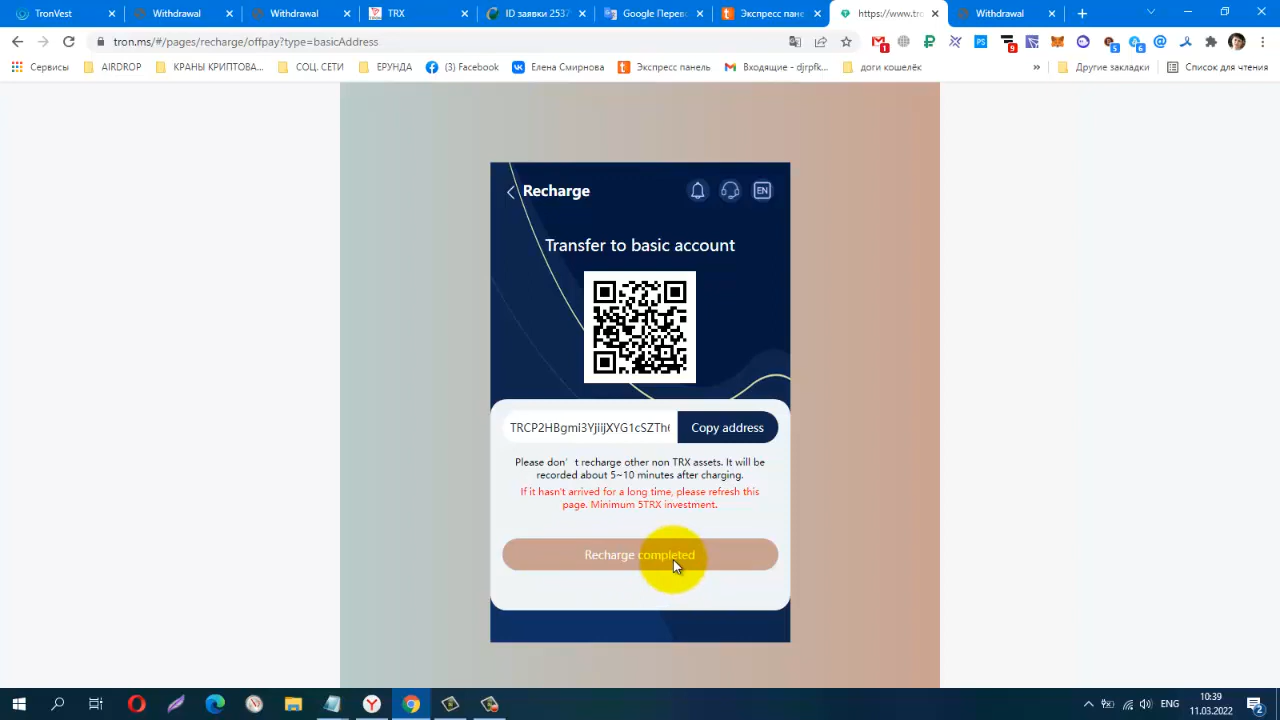 TronVest
Withdrawal
Withdrawal
TRX
ID заявки 2537
Google Перев
Экспресс пане
https://www.tro
Withdrawal
tron.my/#/pages/recharge/offpay?type=basicAddress
Сервисы
AIRDROP
КРАНЫ КРИПТОВА...
СОЦ. СЕТИ
ЕРУНДА
(3) Facebook
Елена Смирнова
Экспресс панель
Входящие - djrpfk...
доги кошелёк
»
Другие закладки
Список для чтения
Recharge
EN
Transfer to basic account
Copy address
Please don't recharge other non TRX assets. It will be
recorded about 5~10 minutes after charging.
If it hasn't arrived for a long time, please refresh this
page. Minimum 5TRX investment.
Recharge completed
ENG
10:39
11.03.2022